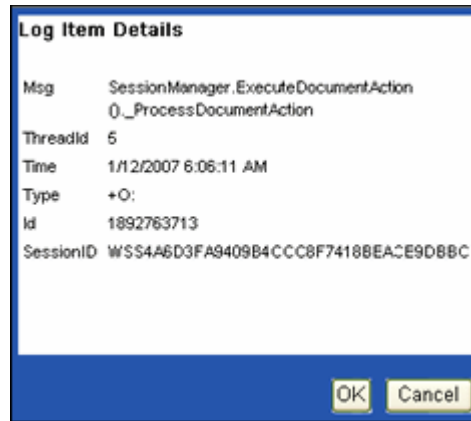 Log Item Details
Msg SessionManager.ExecuteDocumentAction
()._ProcessDocumentAction
ThreadId 5
Time 1/12/2007 6:06:11 AM
Type +O:
Id 1892763713
SessionID WSS4A6D3FA9409B4CCC8F7418BEACE9DBBC
OK Cancel